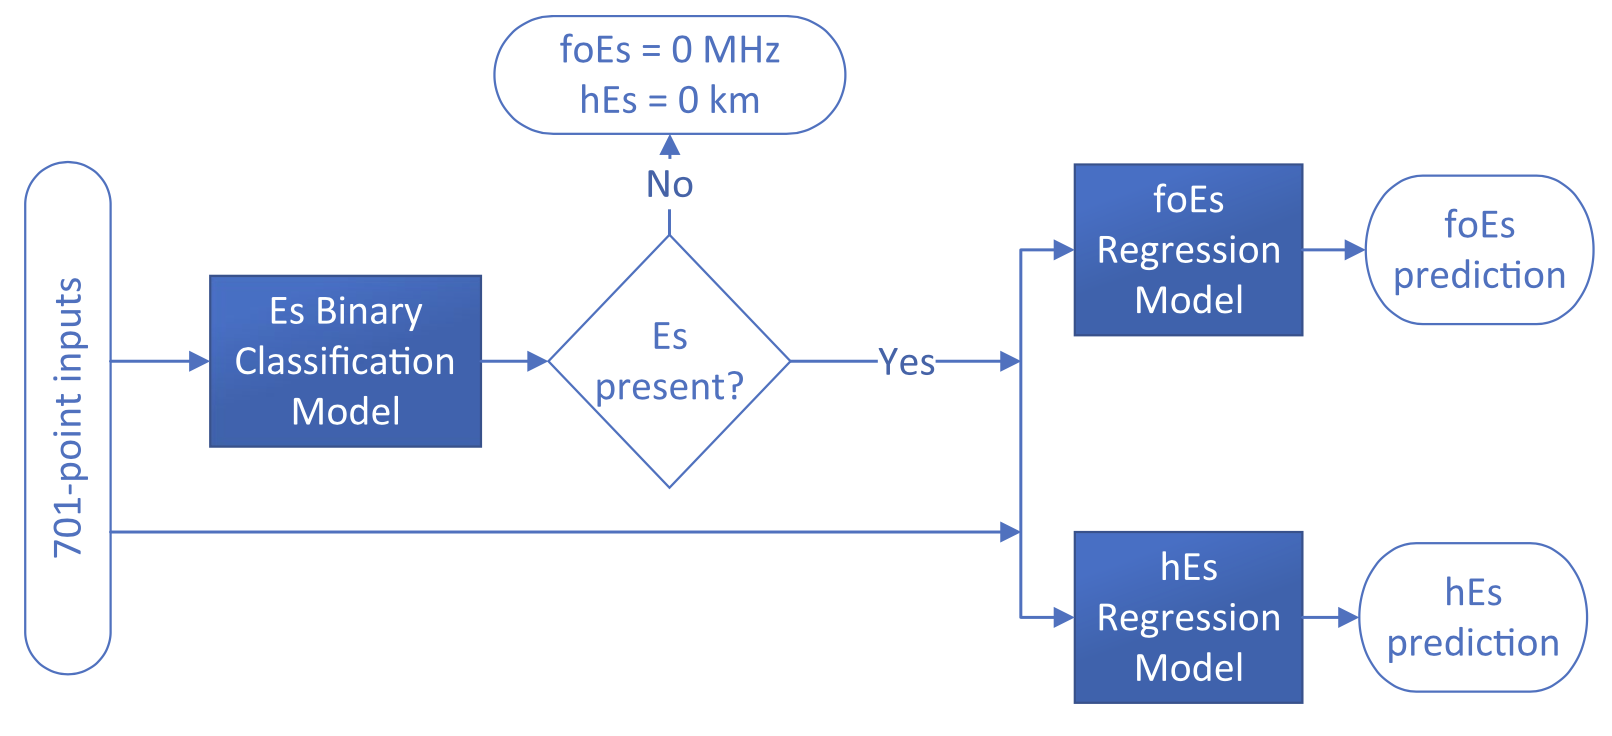 foEs = 0 MHz
hEs = 0 km
No
701-point inputs
Es Binary
Classification
Model
Es
present?
Yes
foEs
Regression
Model
foEs
prediction
hEs
Regression
Model
hEs
prediction